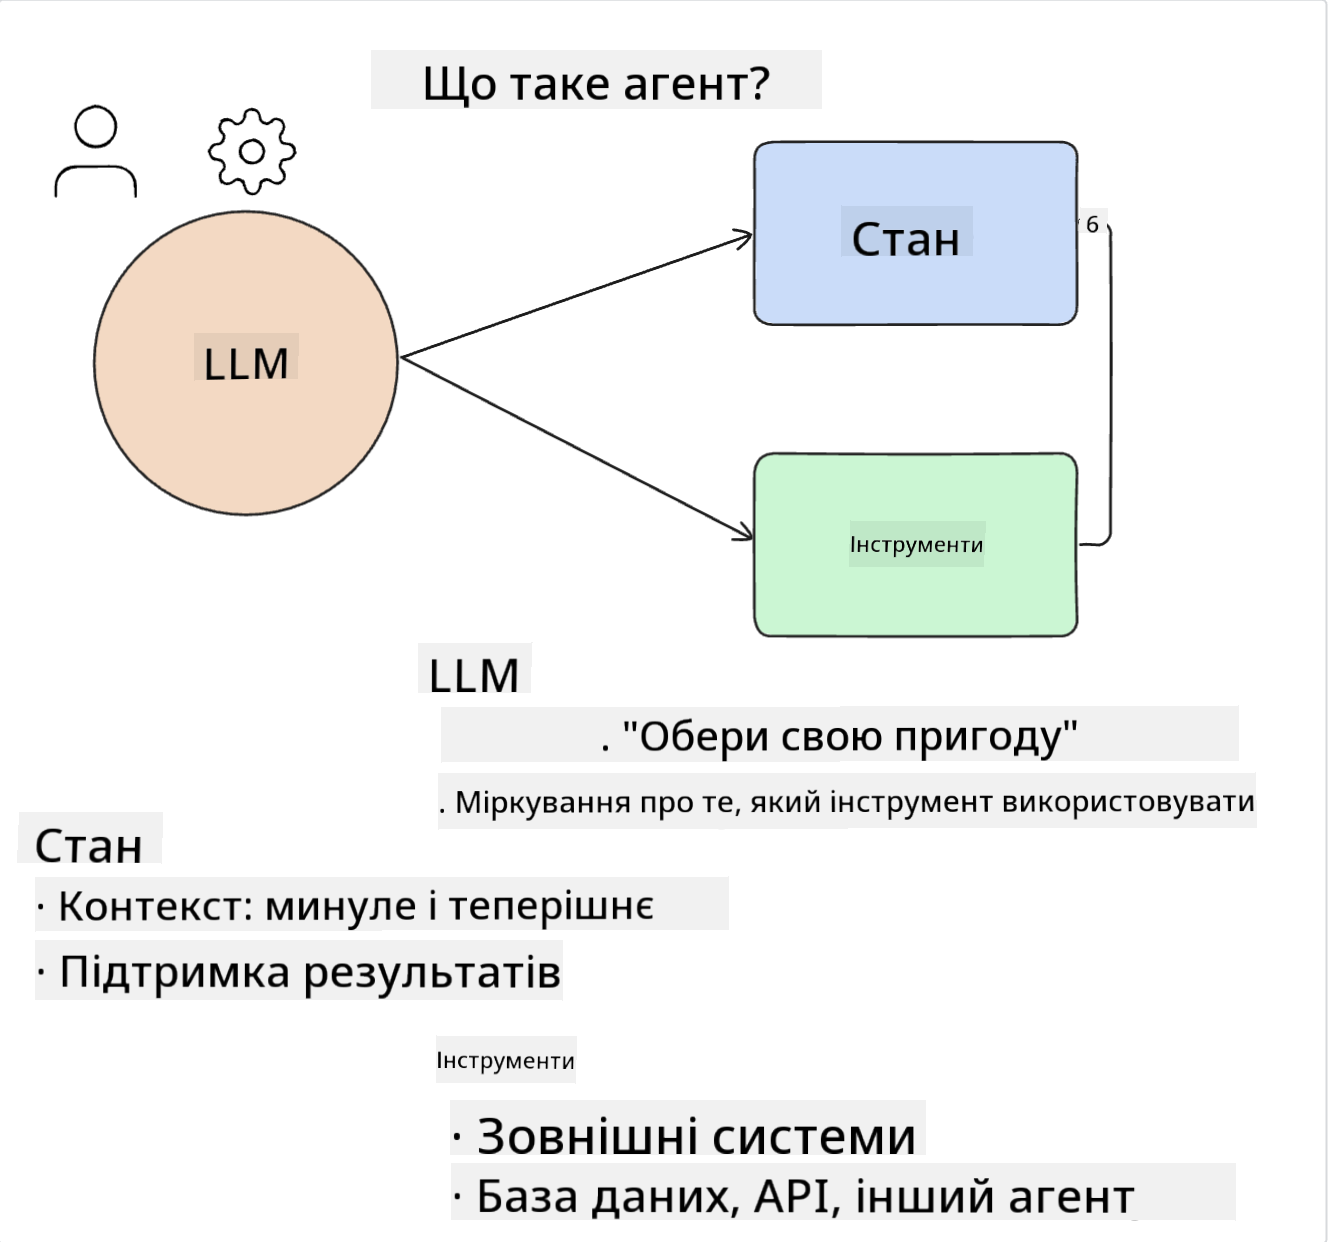 Що таке агент?
Стан
6
LLM
Інструменти
LLM
. "Обери свою пригоду"
. Міркування про те, який інструмент використовувати
Стан
· Контекст: минуле і теперішнє
· Підтримка результатів
Інструменти
· Зовнішні системи
· База даних, API, інший агент